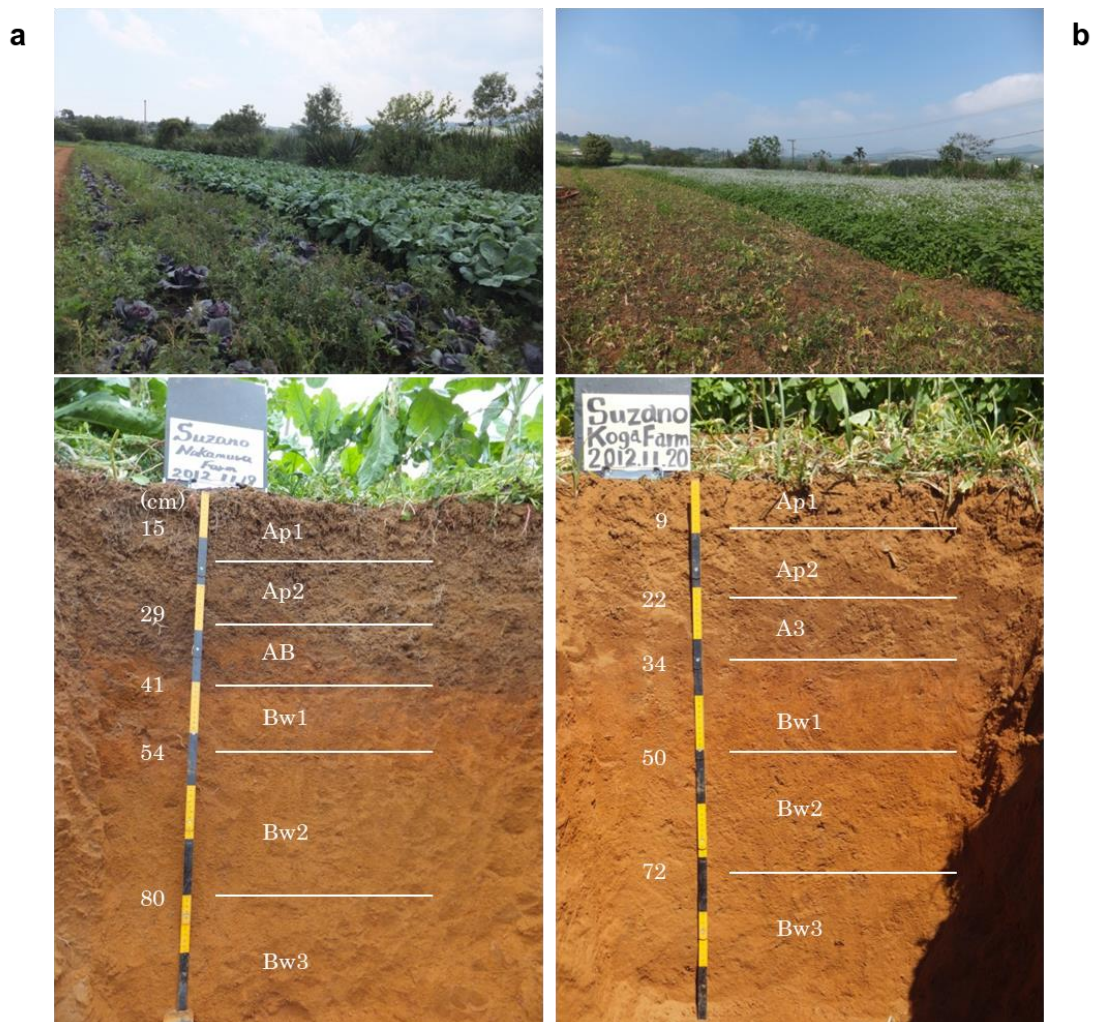 a
b
Suzano
Nakamura
Farm
2012.11.19
(cm)
15
29
41
54
80
Ap1
Ap2
AB
Bw1
Bw2
Bw3
Suzano
Koga Farm
2012.11.20
9
22
34
50
72
Ap1
Ap2
A3
Bw1
Bw2
Bw3